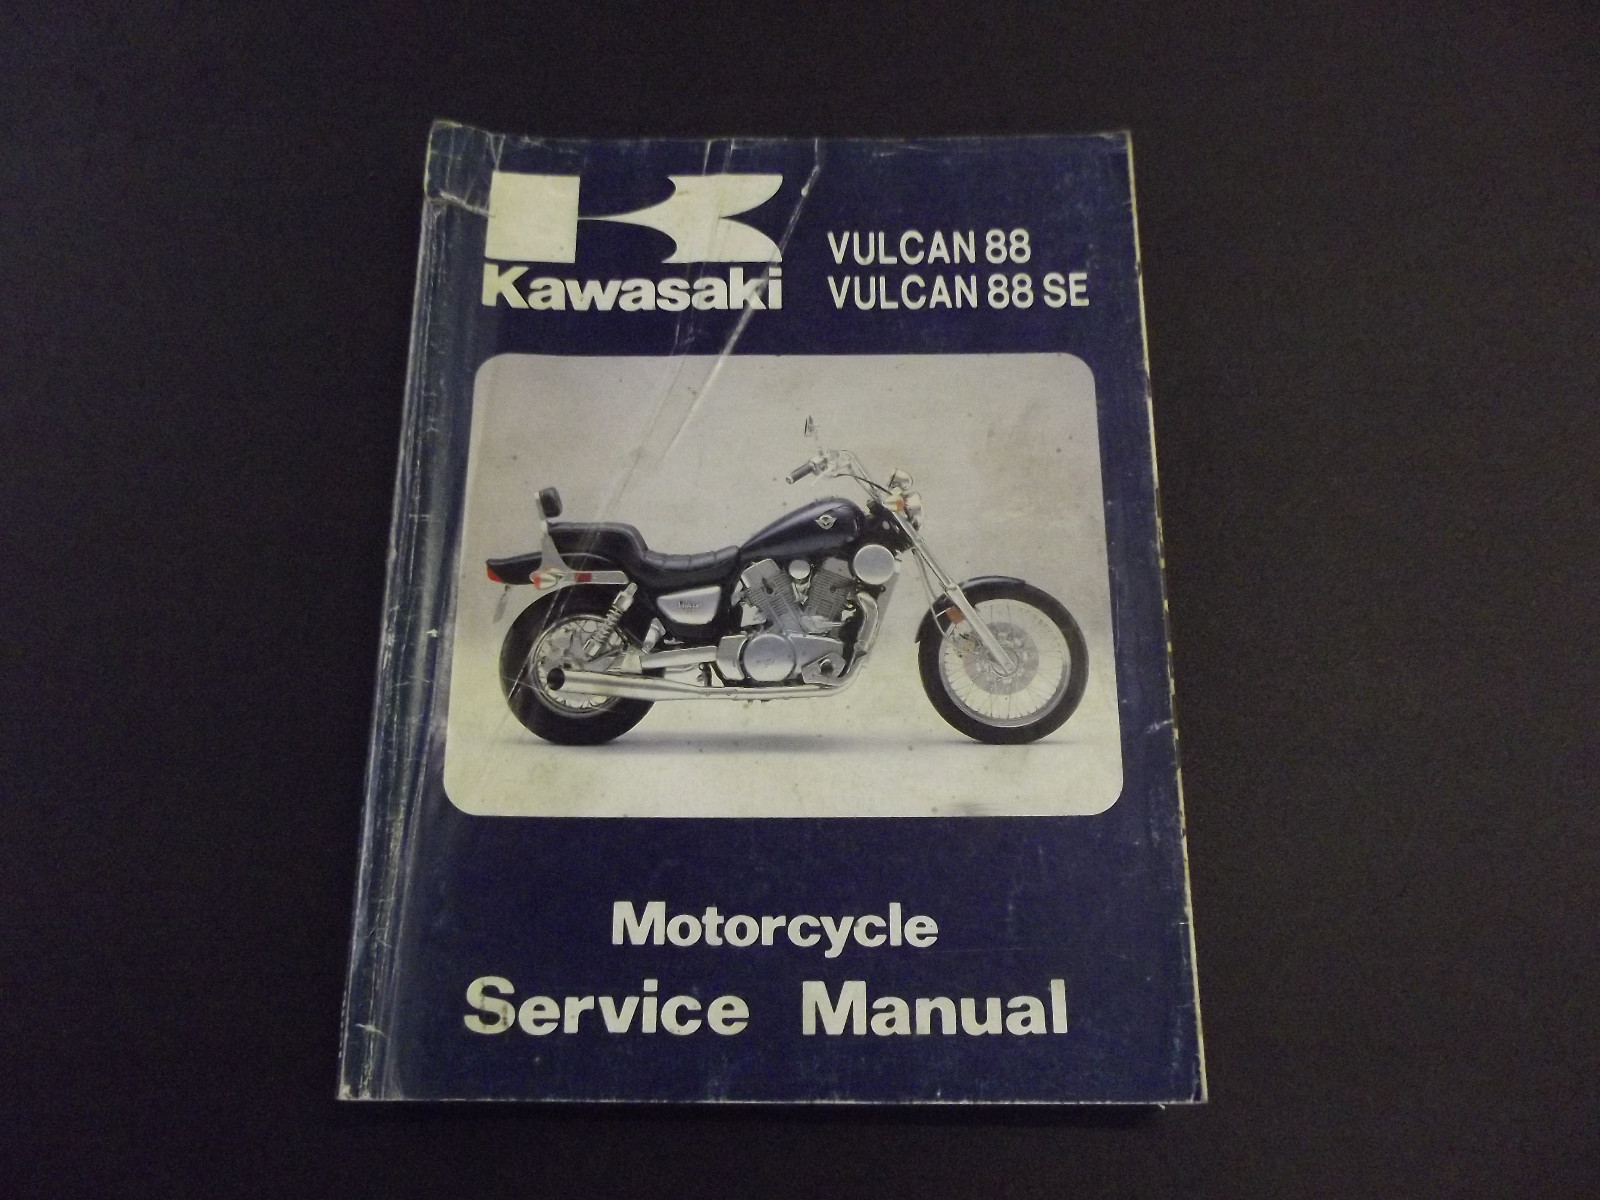 Kawasaki
VULCAN 88
VULCAN 88 SE
Motorcycle
Service Manual